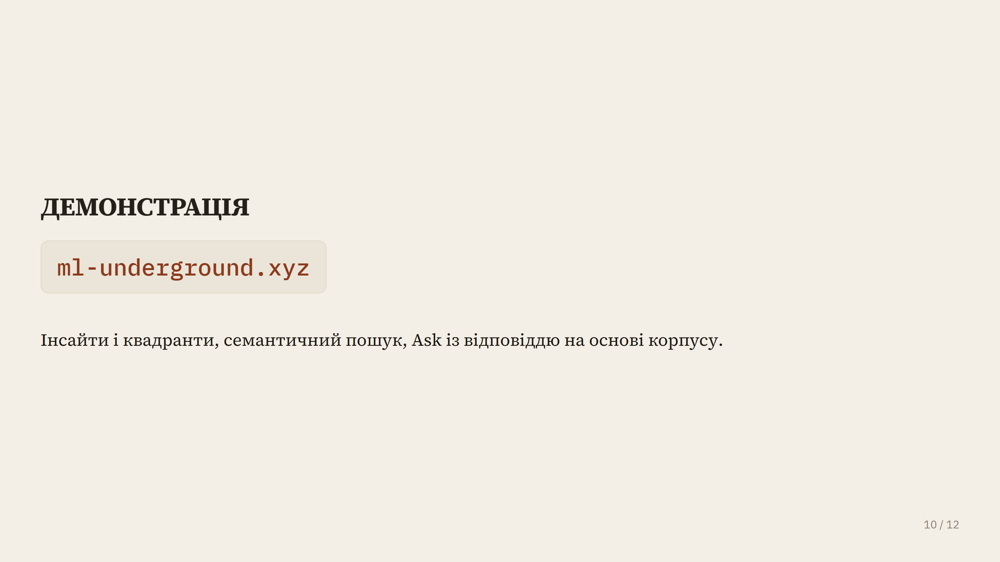 ДЕМОНСТРАЦІЯ
ml-underground.xyz
Інсайти і квадранти, семантичний пошук, Ask із відповіддю на основі корпусу.
10 / 12